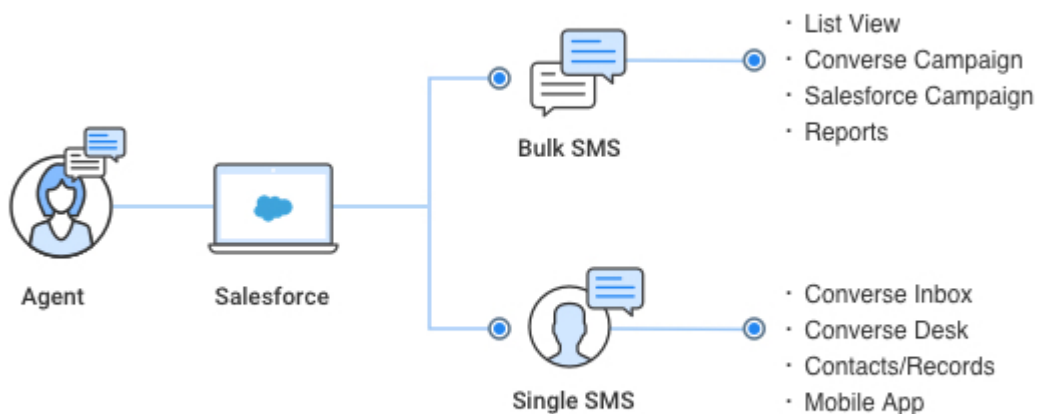 Agent
Salesforce
Bulk SMS
· List View
· Converse Campaign
· Salesforce Campaign
· Reports
Single SMS
· Converse Inbox
· Converse Desk
· Contacts/Records
· Mobile App